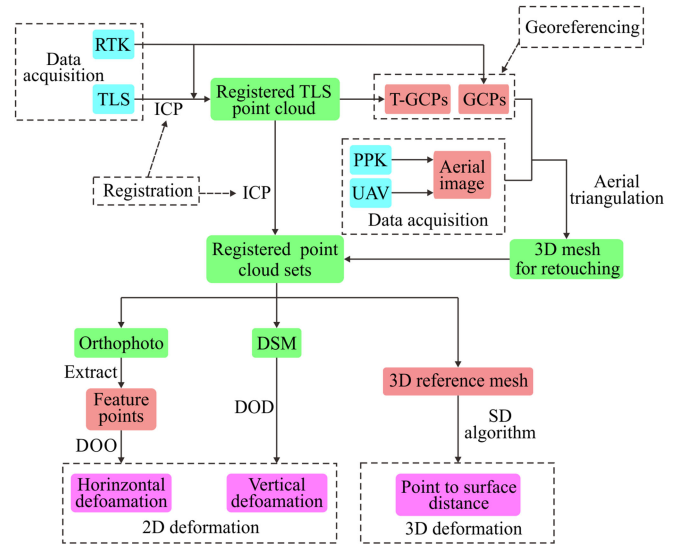 RTK
Data
acquisition
TLS
ICP
Registered TLS
point cloud
Georeferencing
T-GCPs
GCPs
PPK
UAV
Aerial
image
Data acquisition
Aerial
triangulation
Registration
ICP
Registered point
cloud sets
3D mesh
for retouching
Orthophoto
DSM
Extract
Feature
points
DOO
DOD
3D reference mesh
SD
algorithm
Horinzontal
defoamation
Vertical
defoamation
2D deformation
Point to surface
distance
3D deformation